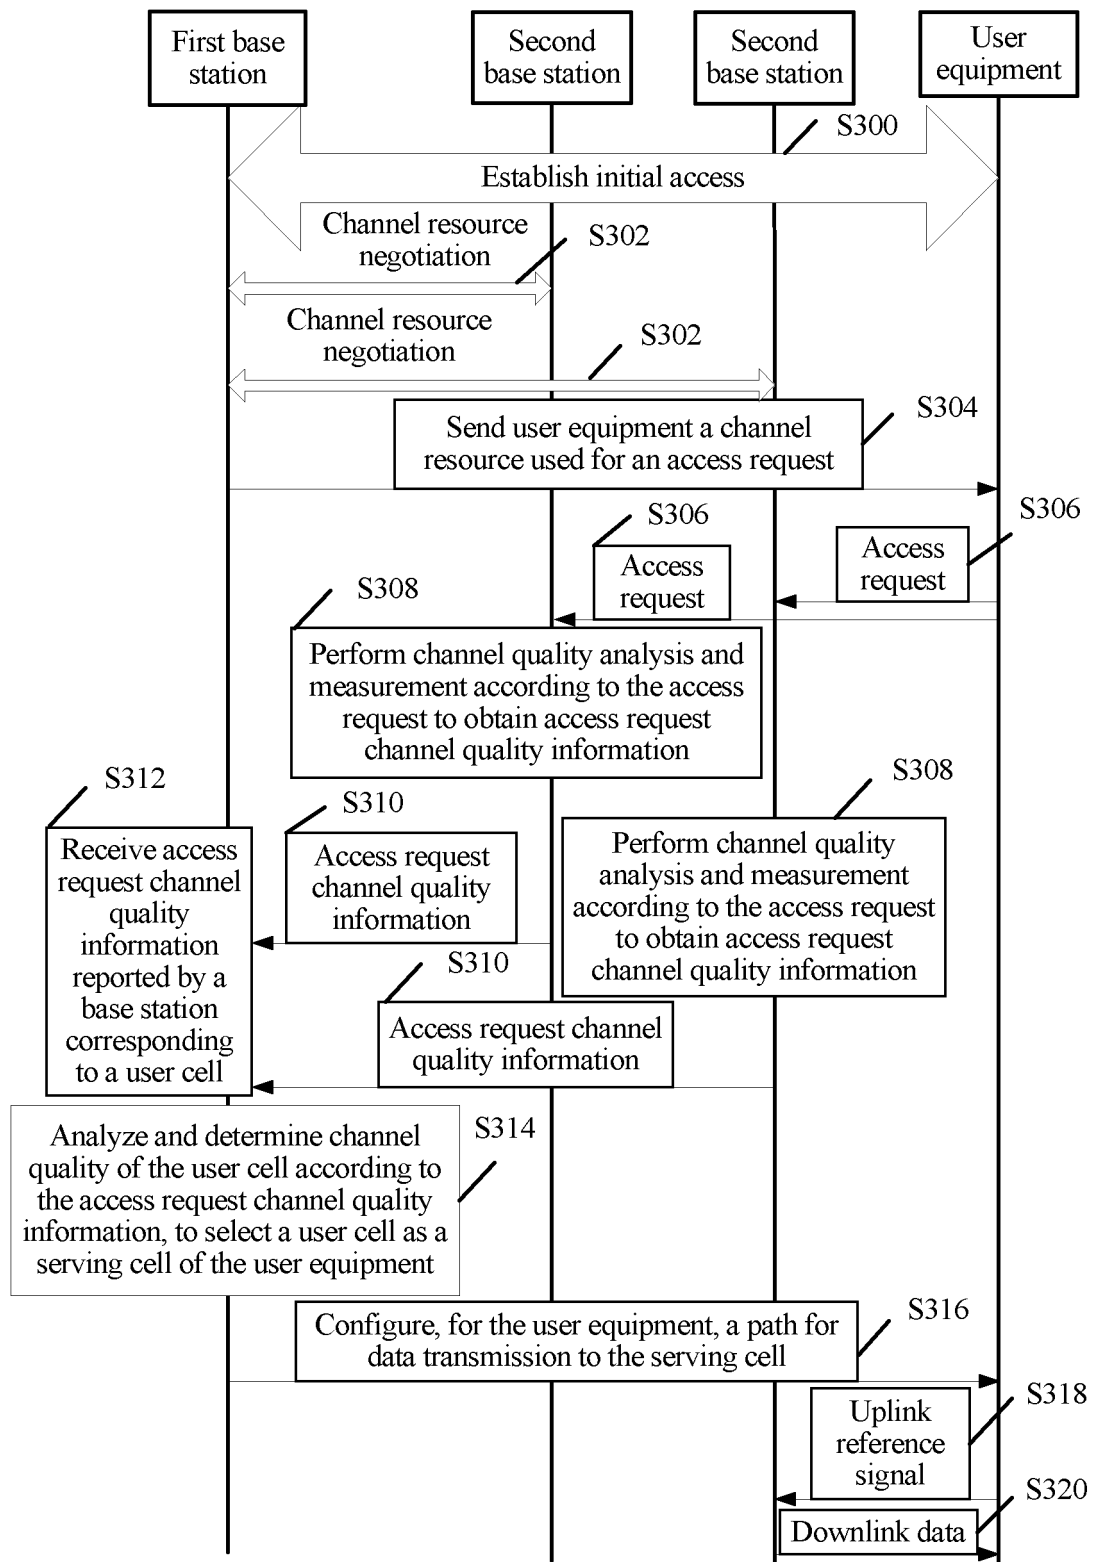 First base
station
Second
base station
Second
base station
User
equipment
S300
Establish initial access
Channel resource
negotiation
S302
Channel resource
negotiation
S302
S304
Send user equipment a channel
resource used for an access request
S306
S306
Access
request
Access
request
S308
Perform channel quality analysis and
measurement according to the access
request to obtain access request
channel quality information
S312
S310
S308
Receive access
request channel
quality
information
reported by a
base station
corresponding
to a user cell
Access request
channel quality
information
Perform channel quality
analysis and measurement
according to the access request
to obtain access request
channel quality information
S310
Access request channel
quality information
S314
Analyze and determine channel
quality of the user cell according to
the access request channel quality
information, to select a user cell as a
serving cell of the user equipment
S316
Configure, for the user equipment, a path for
data transmission to the serving cell
S318
Uplink
reference
signal
S320
Downlink data